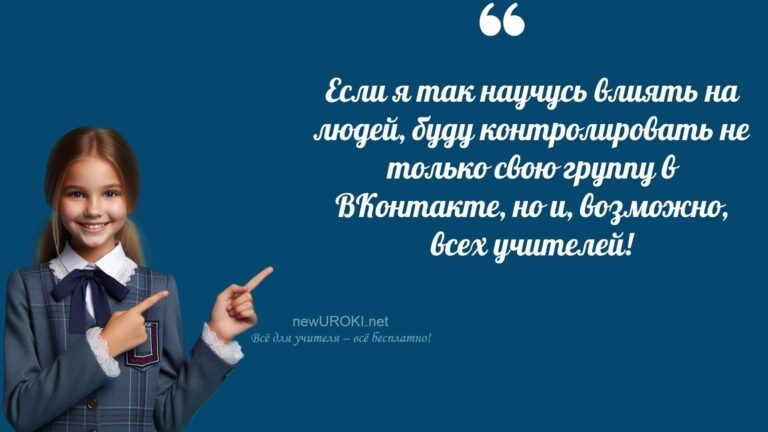 ❝
Если я так научусь влиять на
людей, буду контролировать не
только свою группу в
ВКонтакте, но и, возможно,
всех учителей!
newUROKI.net
Всё для учителя – всё бесплатно!